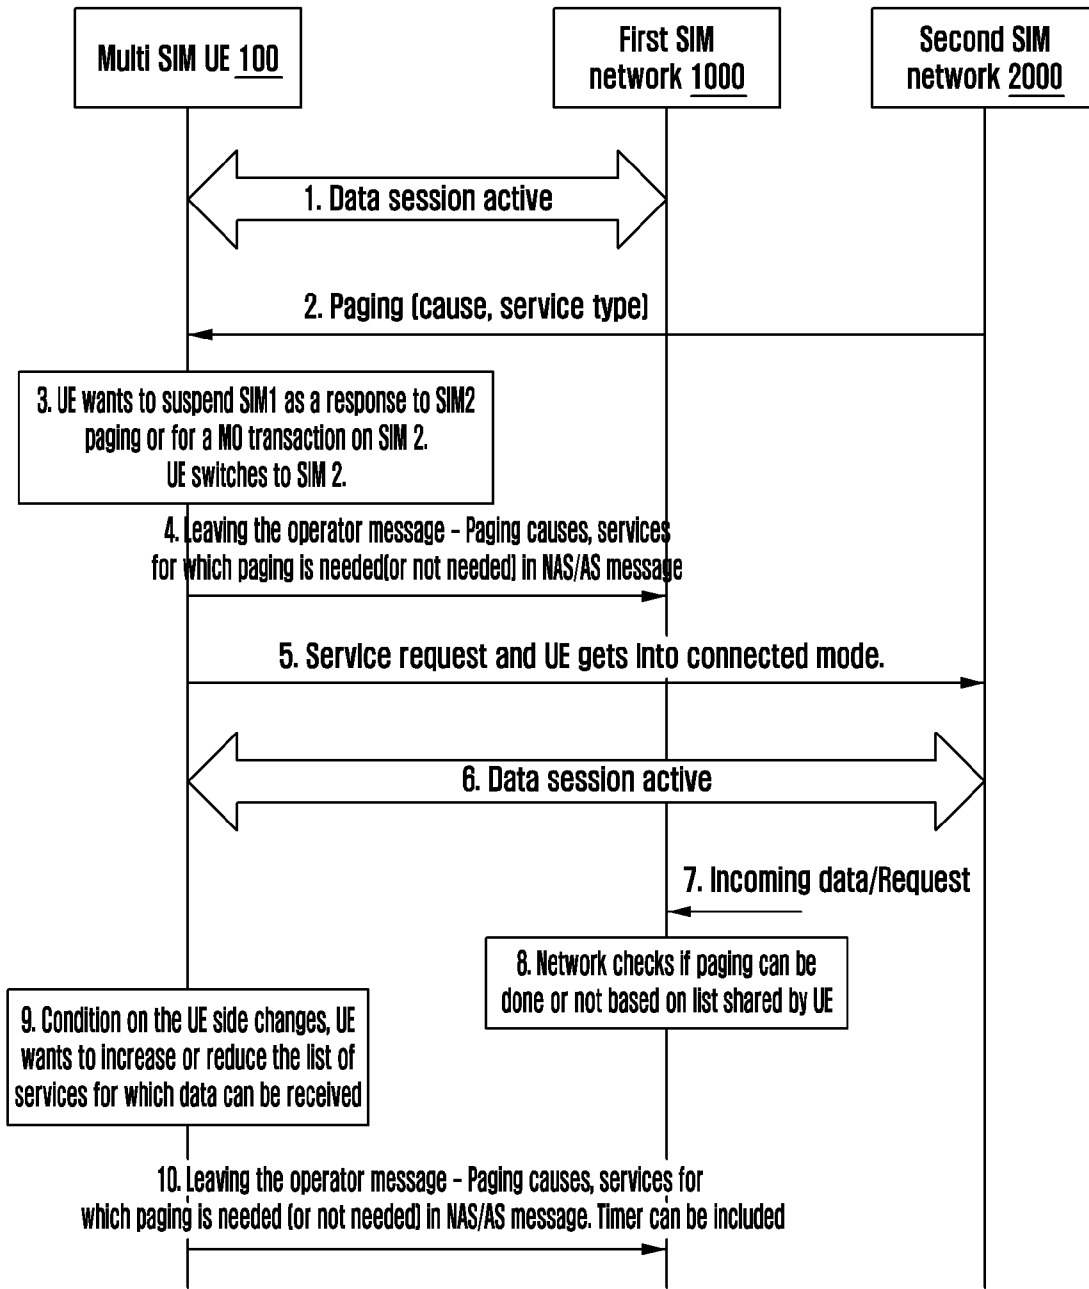 Multi SIM UE 100
First SIM
network 1000
Second SIM
network 2000
1. Data session active
2. Paging (cause, service type)
3. UE wants to suspend SIM1 as a response to SIM2
paging or for a MO transaction on SIM 2.
UE switches to SIM 2.
4. Leaving the operator message - Paging causes, services
for which paging is needed(or not needed) in NAS/AS message
5. Service request and UE gets into connected mode.
6. Data session active
7. Incoming data/Request
8. Network checks if paging can be
done or not based on list shared by UE
9. Condition on the UE side changes, UE
wants to increase or reduce the list of
services for which data can be received
10. Leaving the operator message - Paging causes, services for
which paging is needed (or not needed) in NAS/AS message. Timer can be included